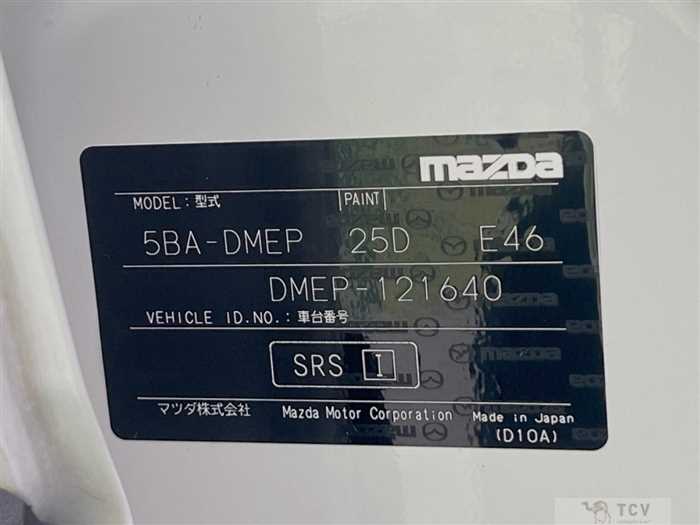 mazda
MODEL : 型式 PAINT
5BA-DMEP 25D E46
DMEP-121640
VEHICLE ID.NO. : 車台番号
SRS I
マツダ株式会社 Mazda Motor Corporation Made in Japan
(D10A)
TCV